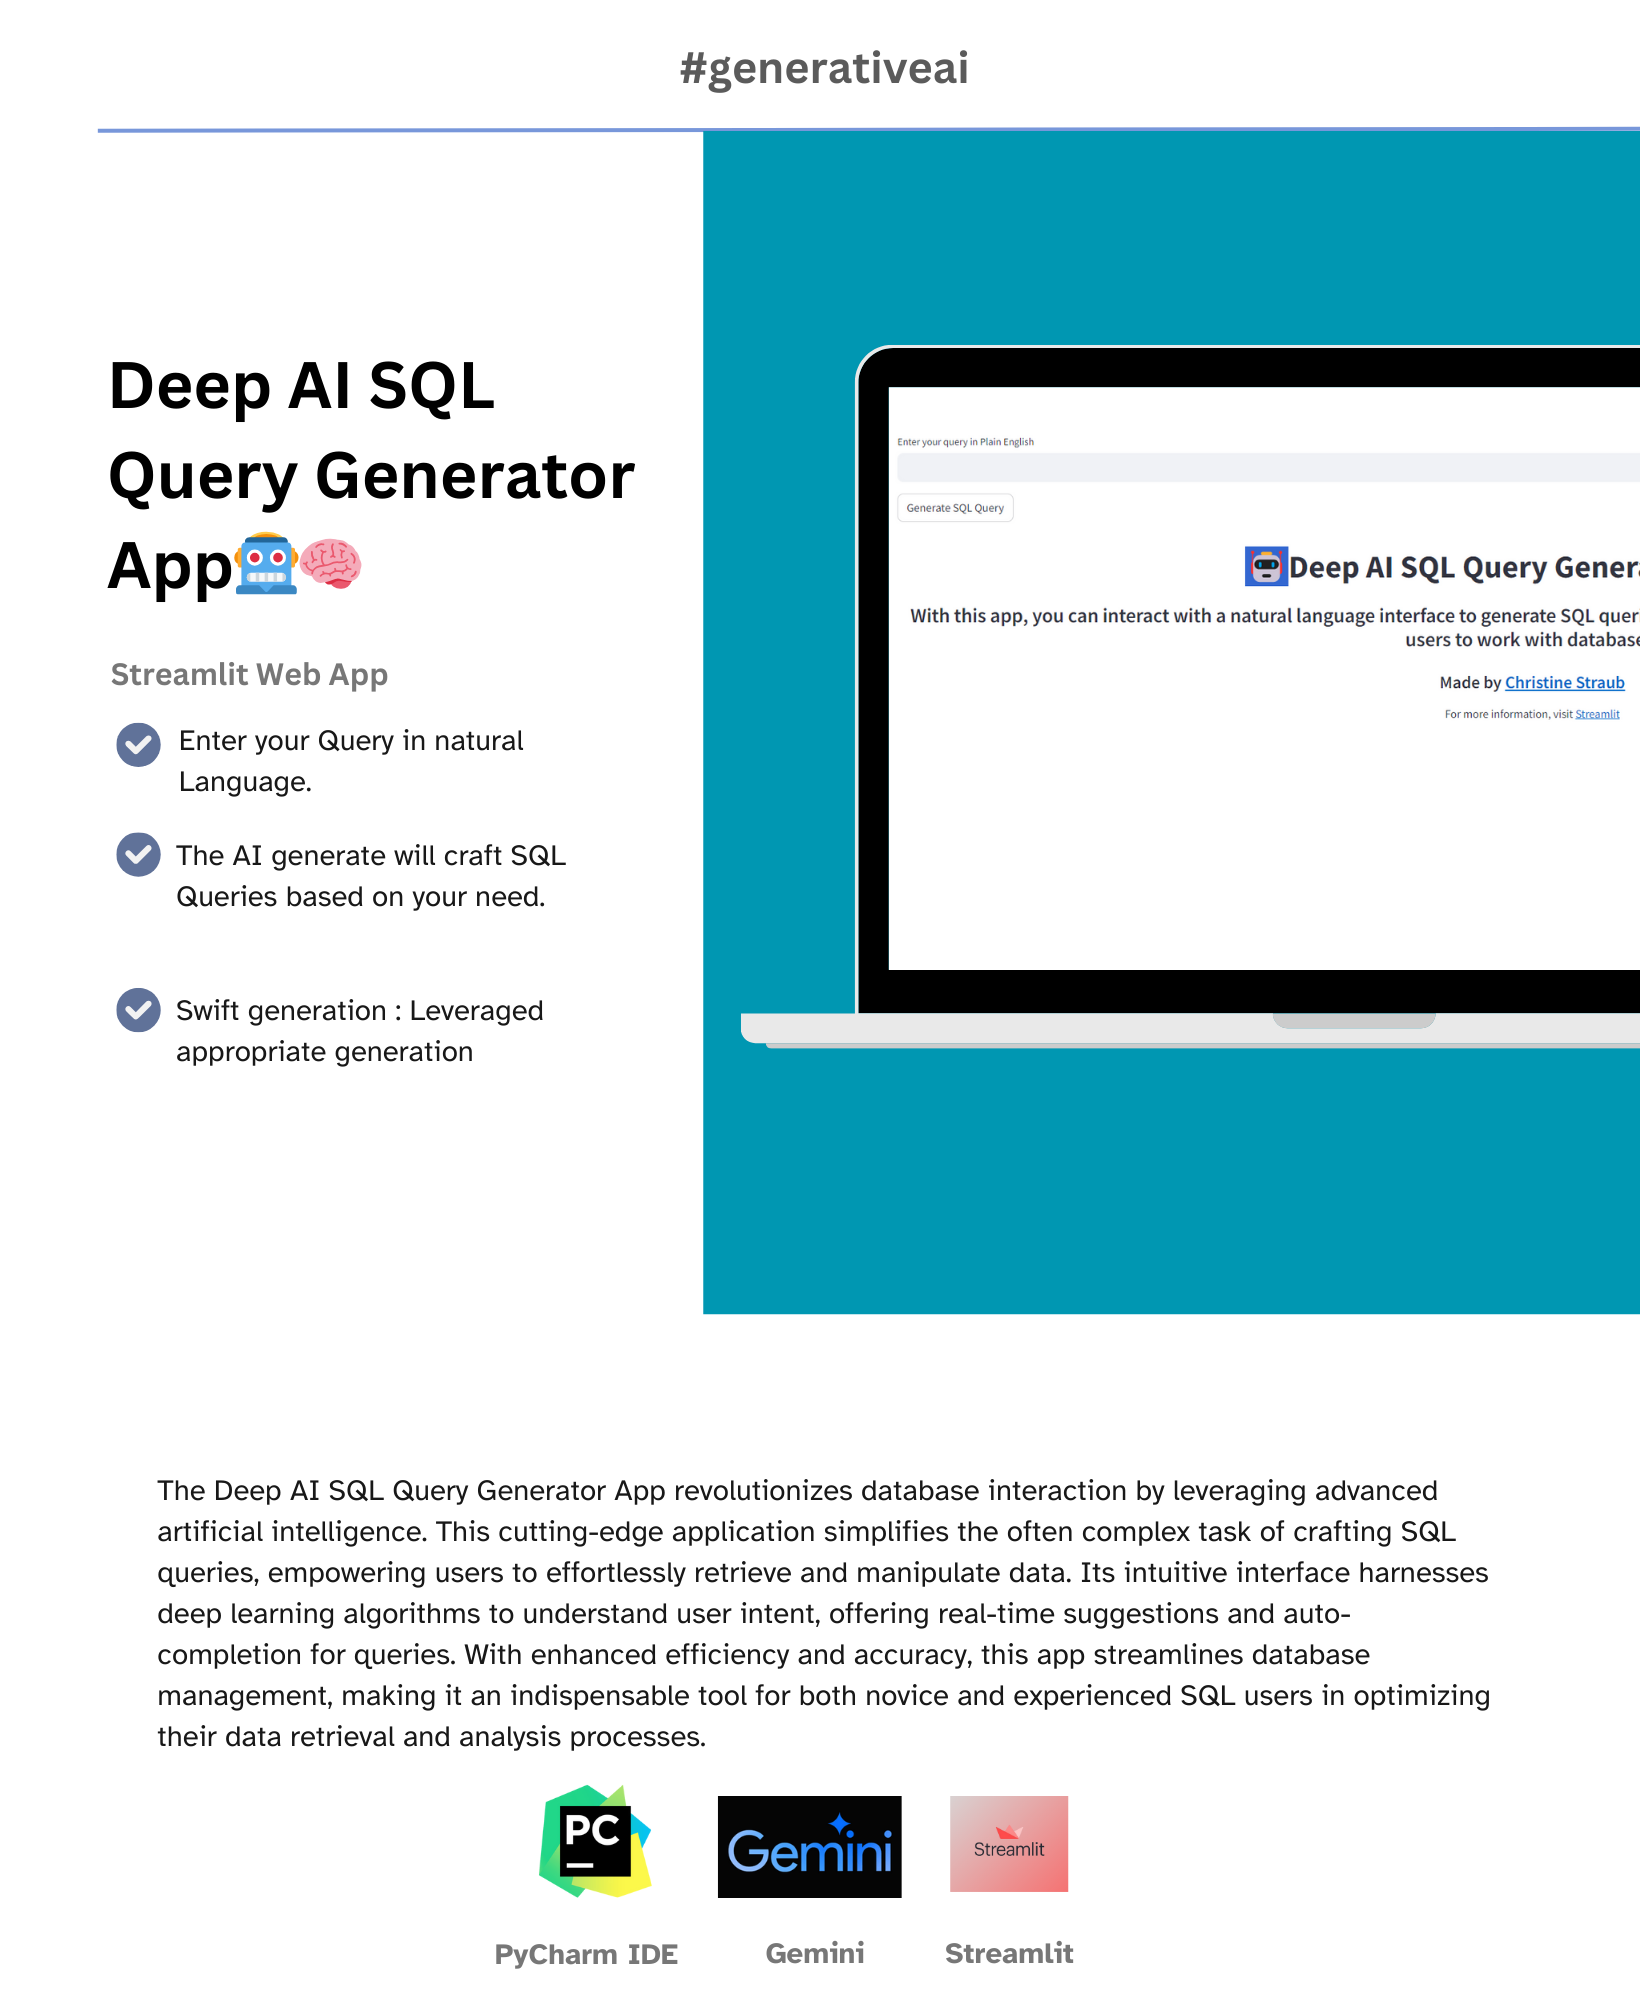 #generativeai
Deep AI SQL
Query Generator
App
Streamlit Web App
Enter your Query in natural
Language.
The AI generate will craft SQL
Queries based on your need.
Swift generation : Leveraged
appropriate generation
Enter your query in Plain English
Generate SQL Query
Deep AI SQL Query
With this app, you can interact with a natural language interface to generate SQL
users to work with
Made by Christine Straub
For more information, visit Streamlit
The Deep AI SQL Query Generator App revolutionizes database interaction by leveraging advanced
artificial intelligence. This cutting-edge application simplifies the often complex task of crafting SQL
queries, empowering users to effortlessly retrieve and manipulate data. Its intuitive interface harnesses
deep learning algorithms to understand user intent, offering real-time suggestions and auto-
completion for queries. With enhanced efficiency and accuracy, this app streamlines database
management, making it an indispensable tool for both novice and experienced SQL users in optimizing
their data retrieval and analysis processes.
PC
Gemini
Streamlit
PyCharm IDE
Gemini
Streamlit